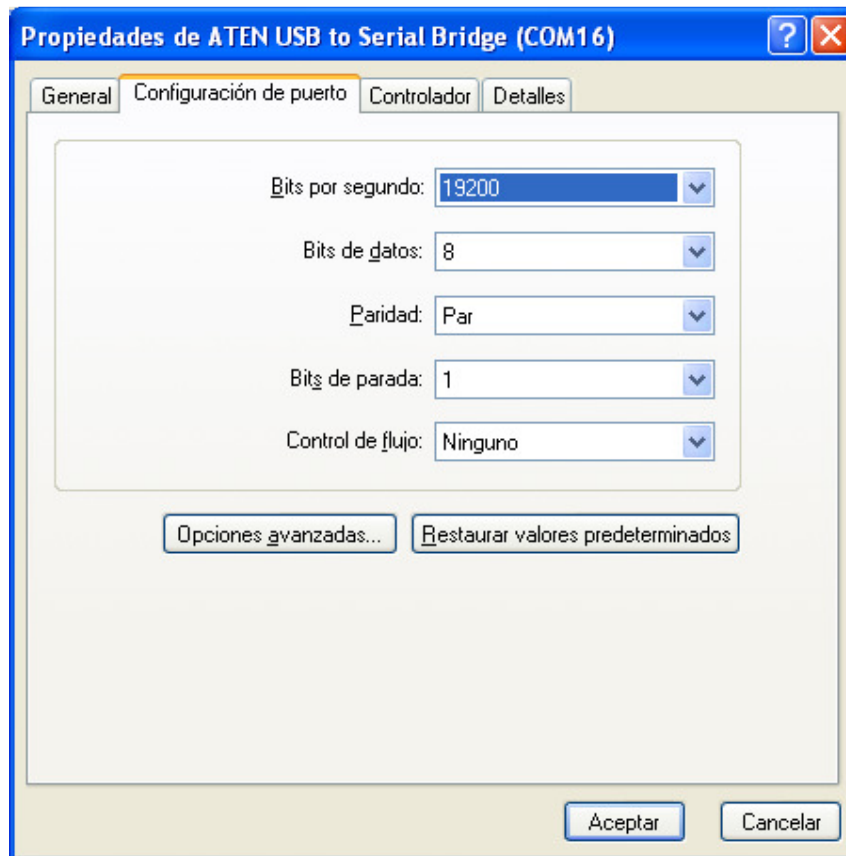 Propiedades de ATEN USB to Serial Bridge (COM16)
General Configuración de puerto Controlador Detalles
Bits por segundo: 19200
Bits de datos: 8
Paridad: Par
Bits de parada: 1
Control de flujo: Ninguno
Opciones avanzadas... Restaurar valores predeterminados
Aceptar Cancelar